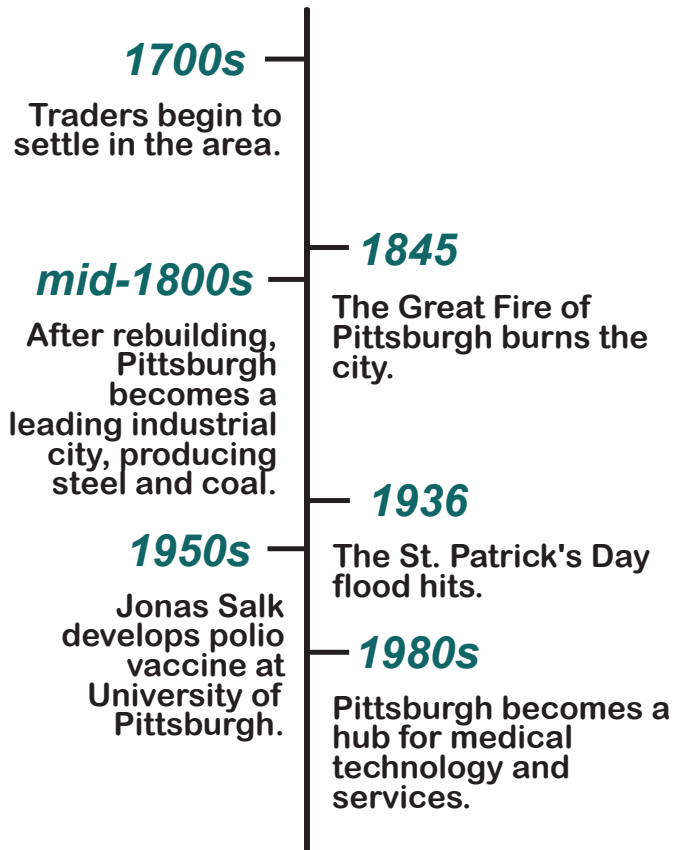 1700s
Traders begin to
settle in the area.
1845
The Great Fire of
Pittsburgh burns the
city.
mid-1800s
After rebuilding,
Pittsburgh
becomes a
leading industrial
city, producing
steel and coal.
1936
The St. Patrick's Day
flood hits.
1950s
Jonas Salk
develops polio
vaccine at
University of
Pittsburgh.
1980s
Pittsburgh becomes a
hub for medical
technology and
services.